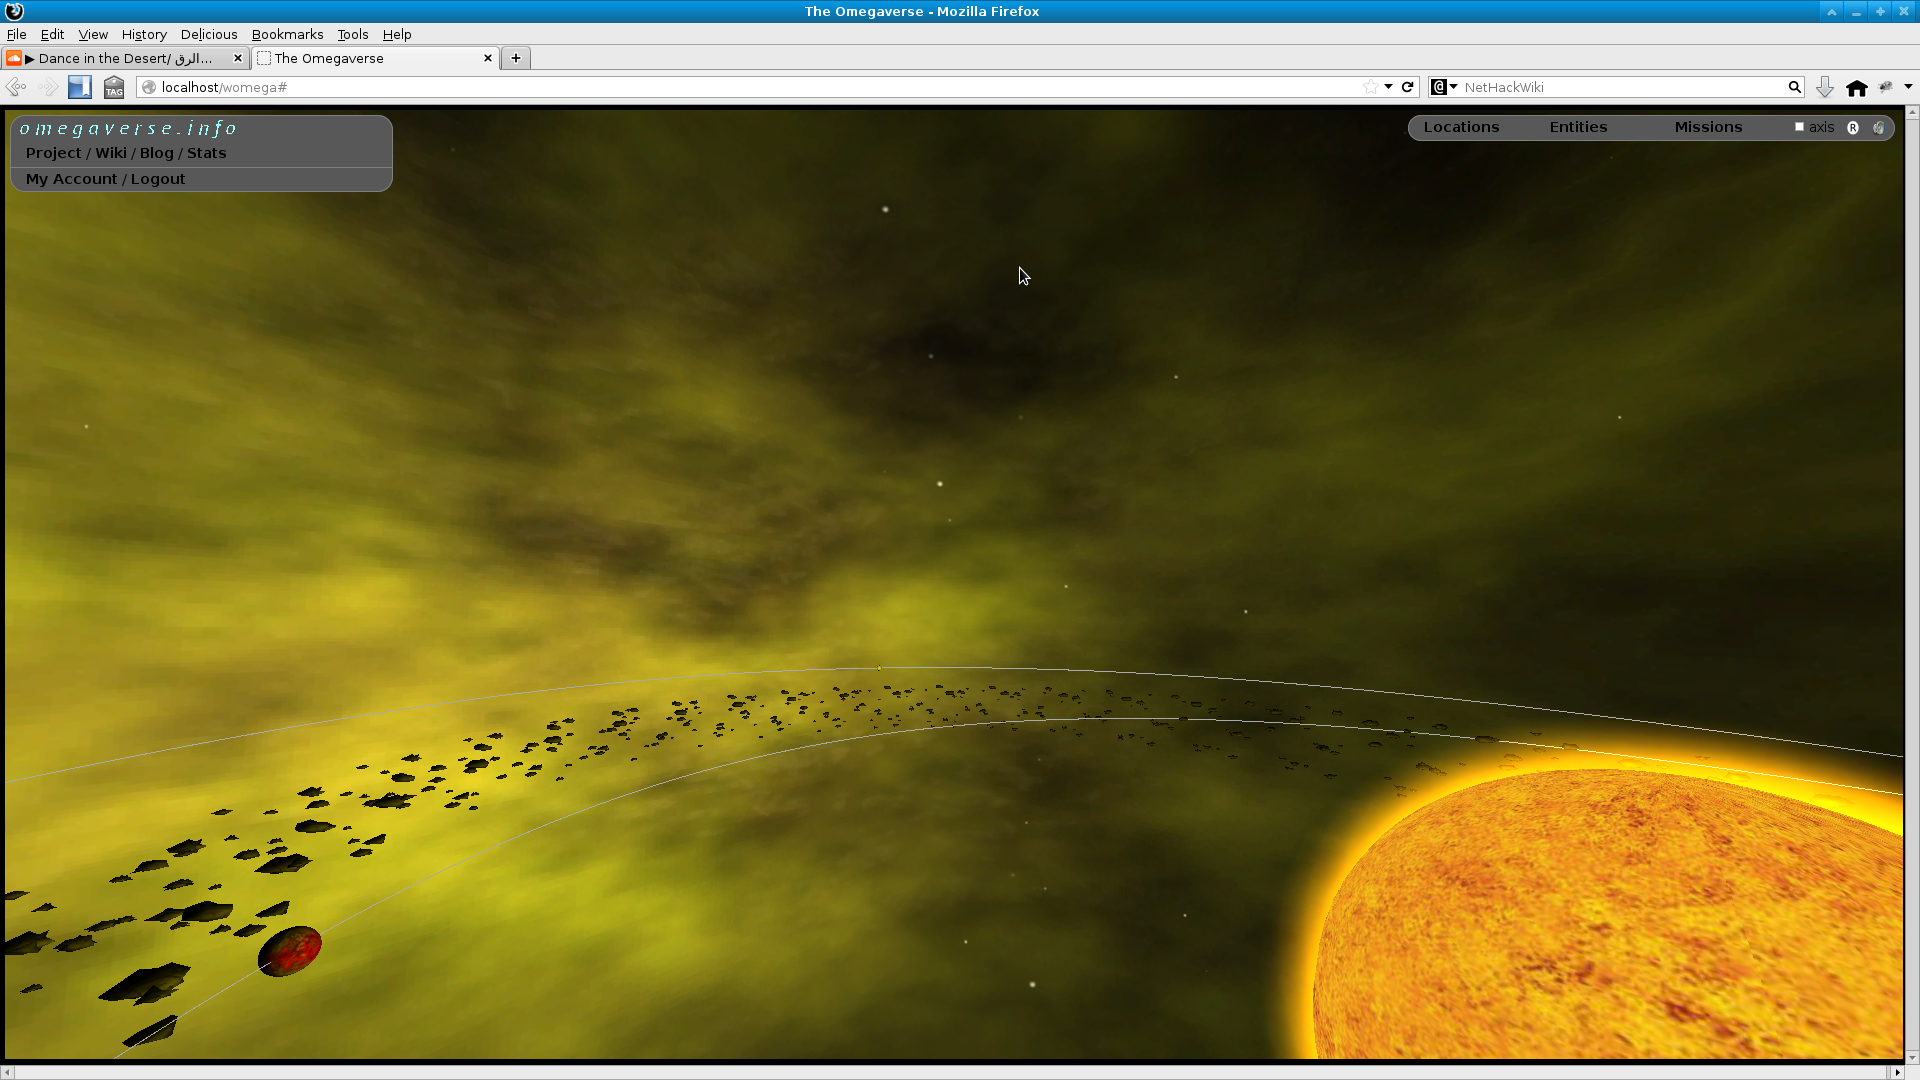 The Omegaverse - Mozilla Firefox
File Edit View History Delicious Bookmarks Tools Help
▶ Dance in the Desert/ الرق...
The Omegaverse
TAG
localhost/womega#
NetHackWiki
omegaverse.info
Project / Wiki / Blog / Stats
My Account / Logout
Locations Entities Missions axis R